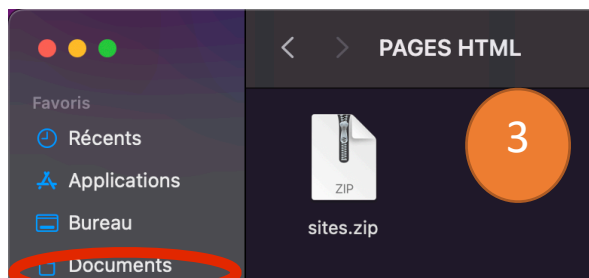 PAGES HTML
Favoris
Récents
Applications
Bureau
Documents
ZIP
sites.zip
3